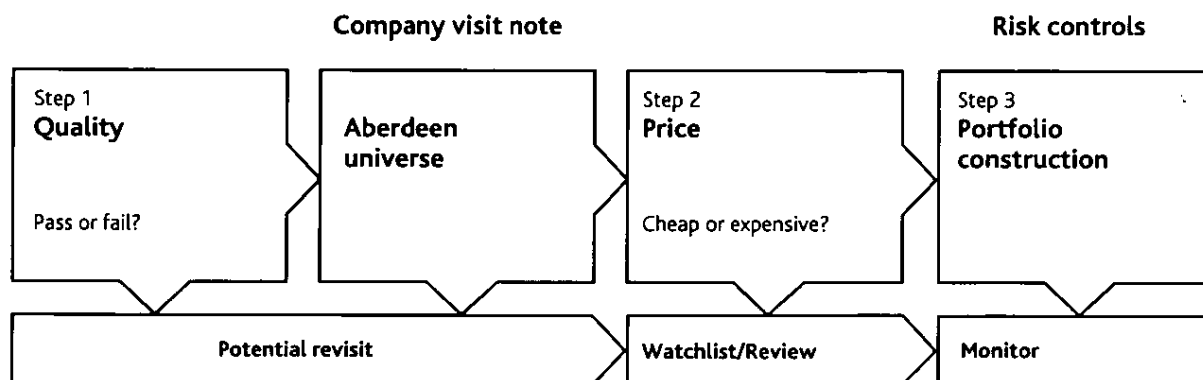 Company visit note
Risk controls
Step 1
Quality
Pass or fail?
Aberdeen
universe
Step 2
Price
Cheap or expensive?
Step 3
Portfolio
construction
Potential revisit
Watchlist/Review
Monitor